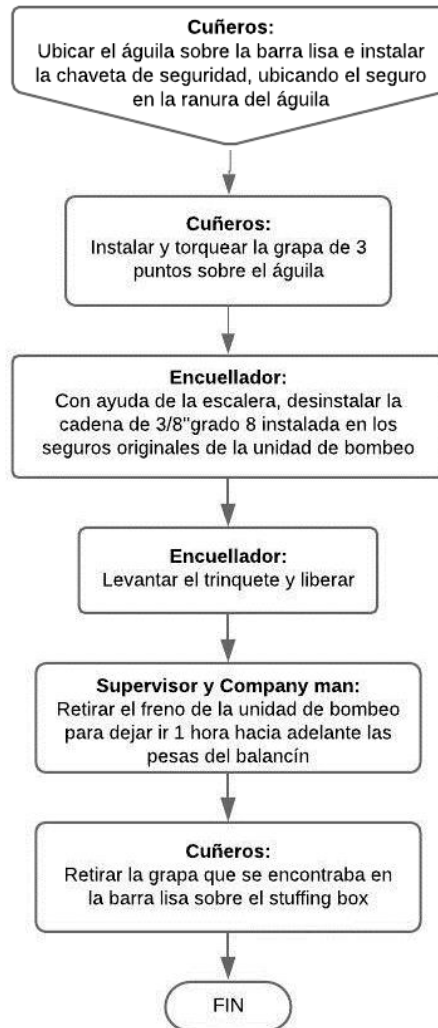 Cuñeros:
Ubicar el águila sobre la barra lisa e instalar
la chaveta de seguridad, ubicando el seguro
en la ranura del águila
Cuñeros:
Instalar y torquear la grapa de 3
puntos sobre el águila
Encuellador:
Con ayuda de la escalera, desinstalar la
cadena de 3/8"grado 8 instalada en los
seguros originales de la unidad de bombeo
Encuellador:
Levantar el trinquete y liberar
Supervisor y Company man:
Retirar el freno de la unidad de bombeo
para dejar ir 1 hora hacia adelante las
pesas del balancín
Cuñeros:
Retirar la grapa que se encontraba en
la barra lisa sobre el stuffing box
FIN